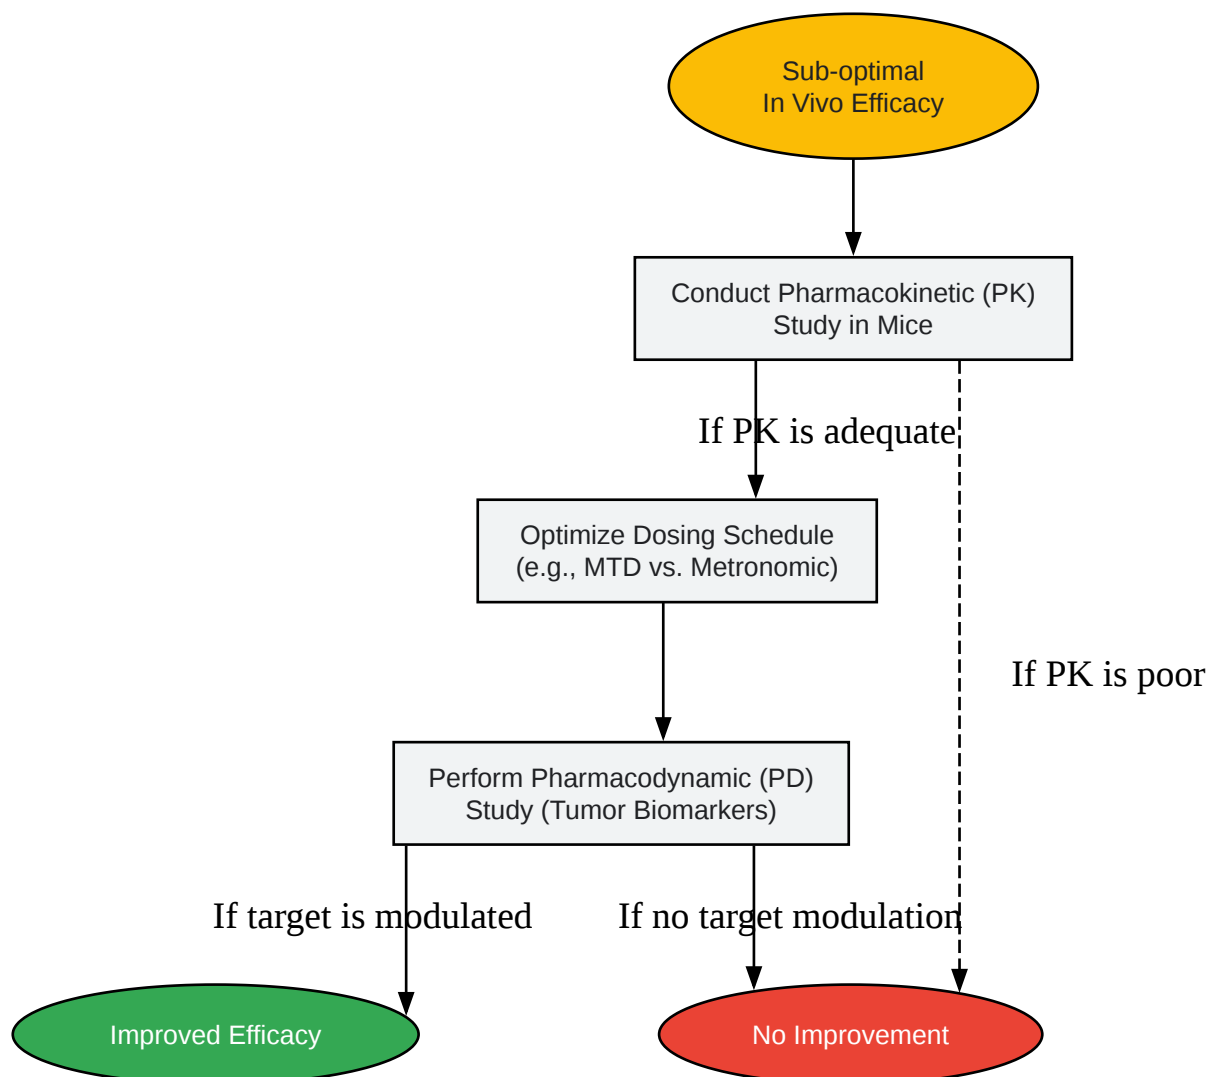 Sub-optimal
In Vivo Efficacy
Conduct Pharmacokinetic (PK)
Study in Mice
If PK is adequate
Optimize Dosing Schedule
(e.g., MTD vs. Metronomic)
If PK is poor
Perform Pharmacodynamic (PD)
Study (Tumor Biomarkers)
If target is modulated
If no target modulation
Improved Efficacy
No Improvement